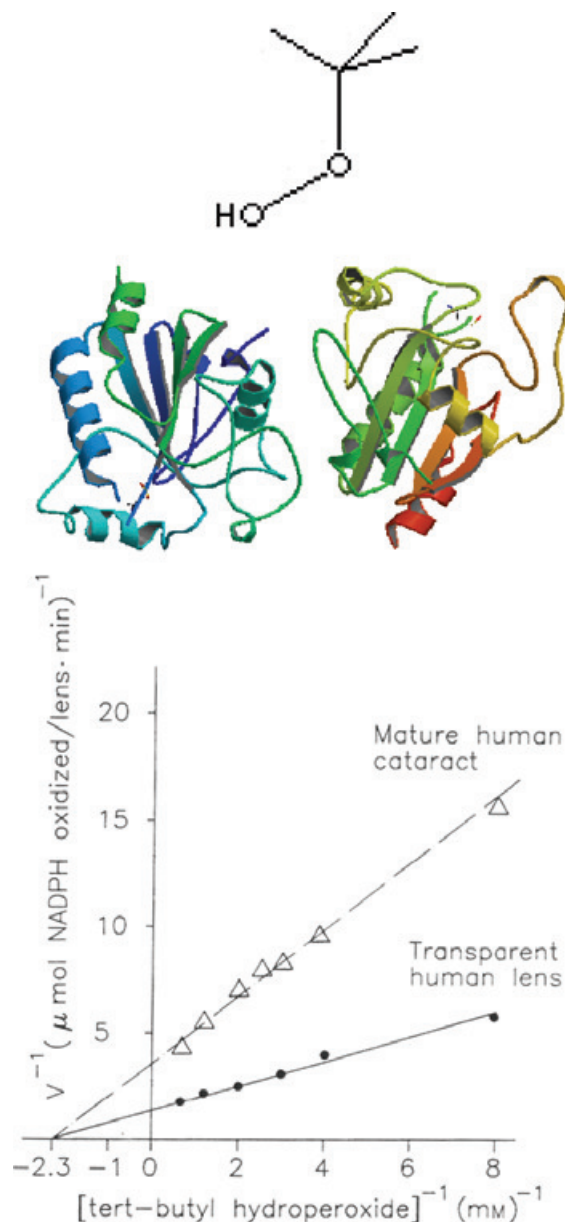 HO
O
V⁻¹ (μmol NADPH oxidized/lens·min)⁻¹
20
15
10
5
Mature human
cataract
Transparent
human lens
-2.3 -1 0 2 4 6 8
[tert-butyl hydroperoxide]⁻¹ (mM)⁻¹